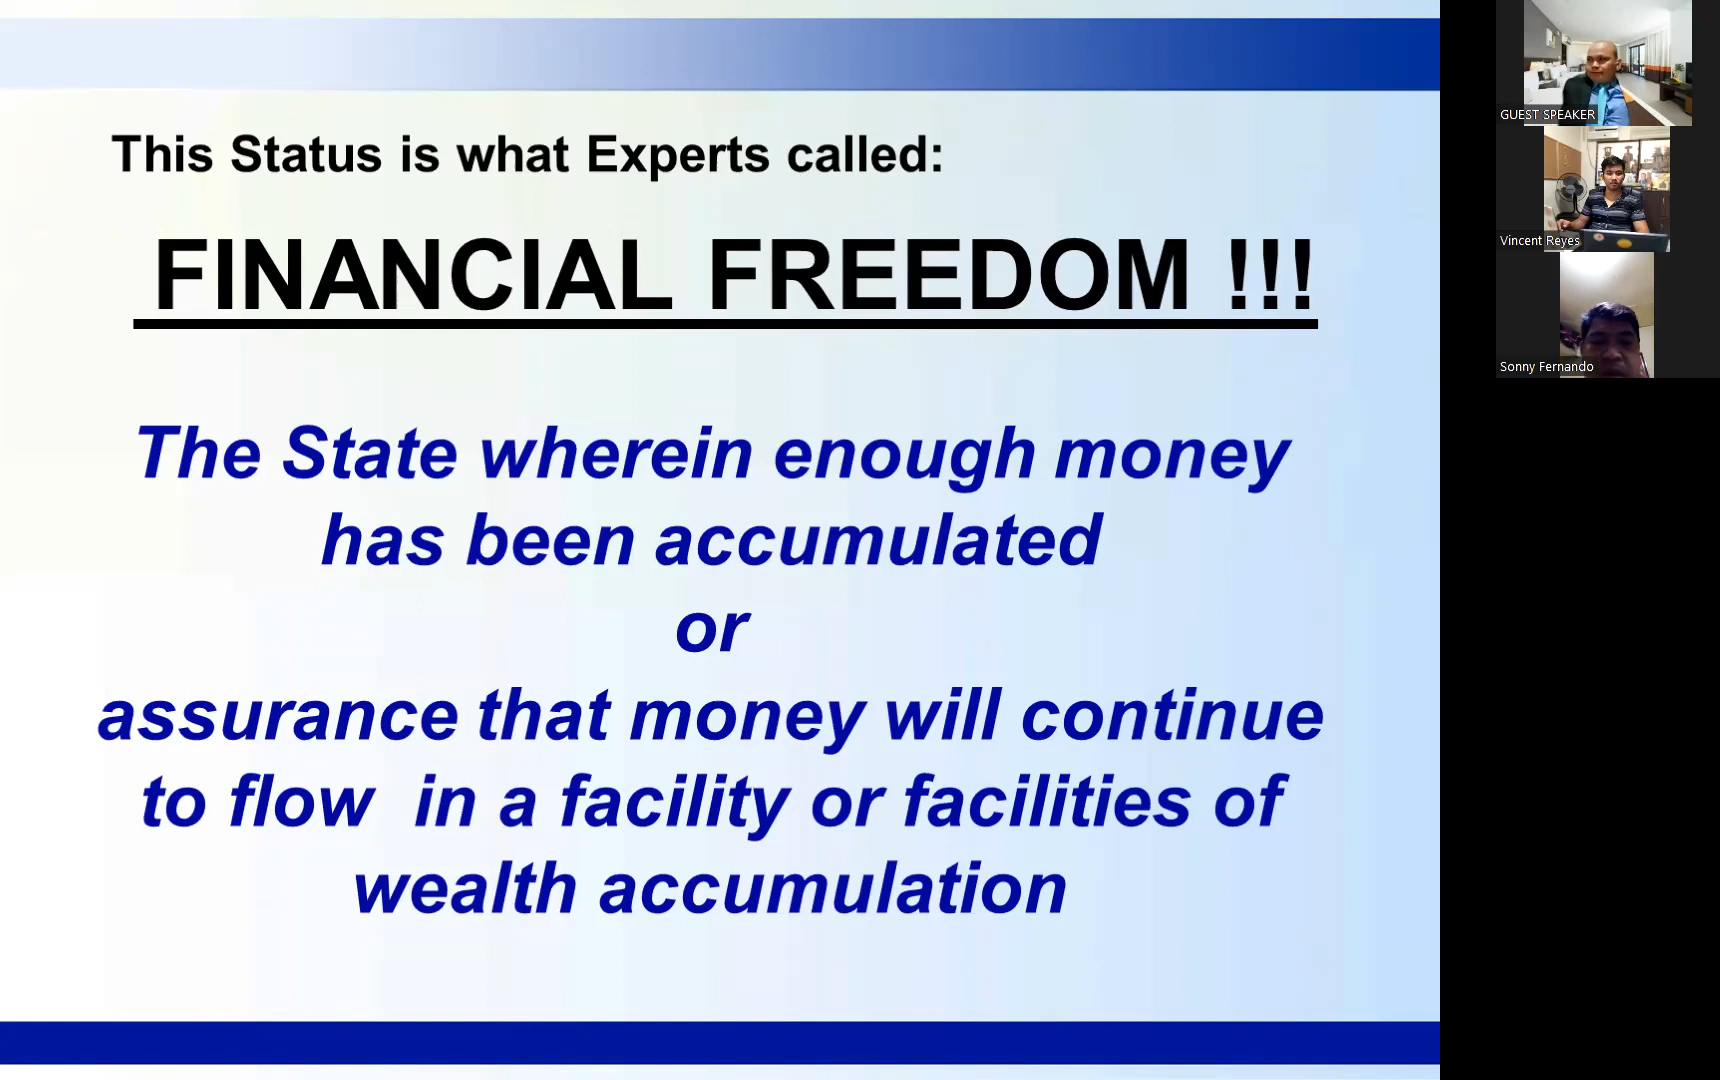 This Status is what Experts called:
FINANCIAL FREEDOM !!!
The State wherein enough money
has been accumulated
or
assurance that money will continue
to flow  in a facility or facilities of
wealth accumulation
GUEST SPEAKER
Vincent Reyes
Sonny Fernando